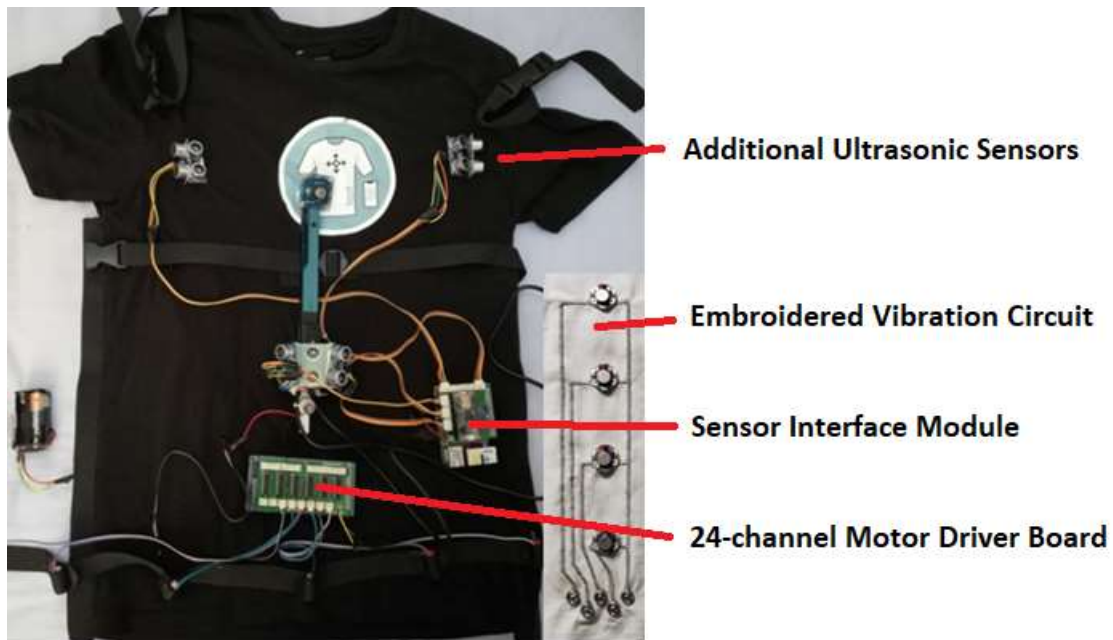 Additional Ultrasonic Sensors
Embroidered Vibration Circuit
Sensor Interface Module
24-channel Motor Driver Board